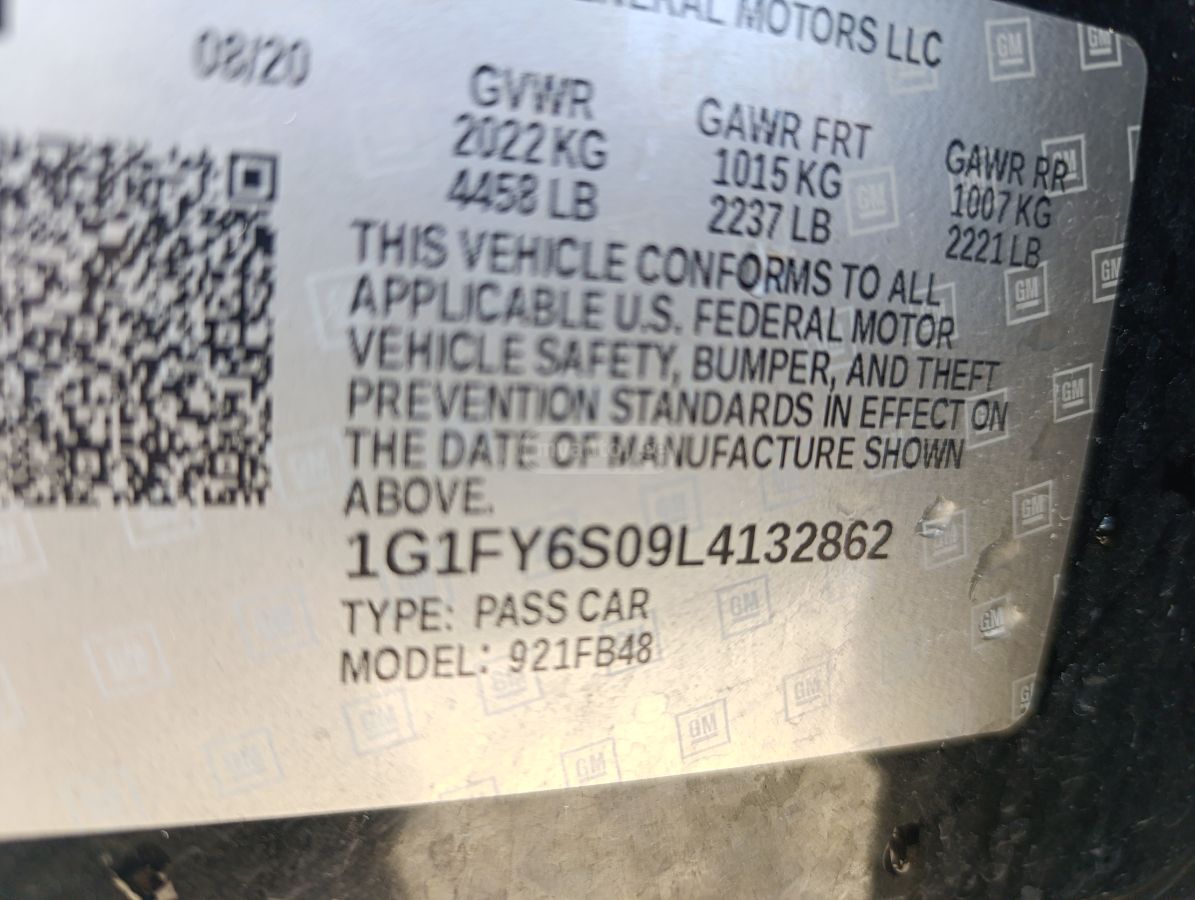 GENERAL MOTORS LLC
08/20
GVWR
2022 KG
4458 LB
GAWR FRT
1015 KG
2237 LB
GAWR RR
1007 KG
2221 LB
THIS VEHICLE CONFORMS TO ALL
APPLICABLE U.S. FEDERAL MOTOR
VEHICLE SAFETY, BUMPER, AND THEFT
PREVENTION STANDARDS IN EFFECT ON
THE DATE OF MANUFACTURE SHOWN
ABOVE.
1G1FY6S09L4132862
TYPE: PASS CAR
MODEL: 921FB48
GM